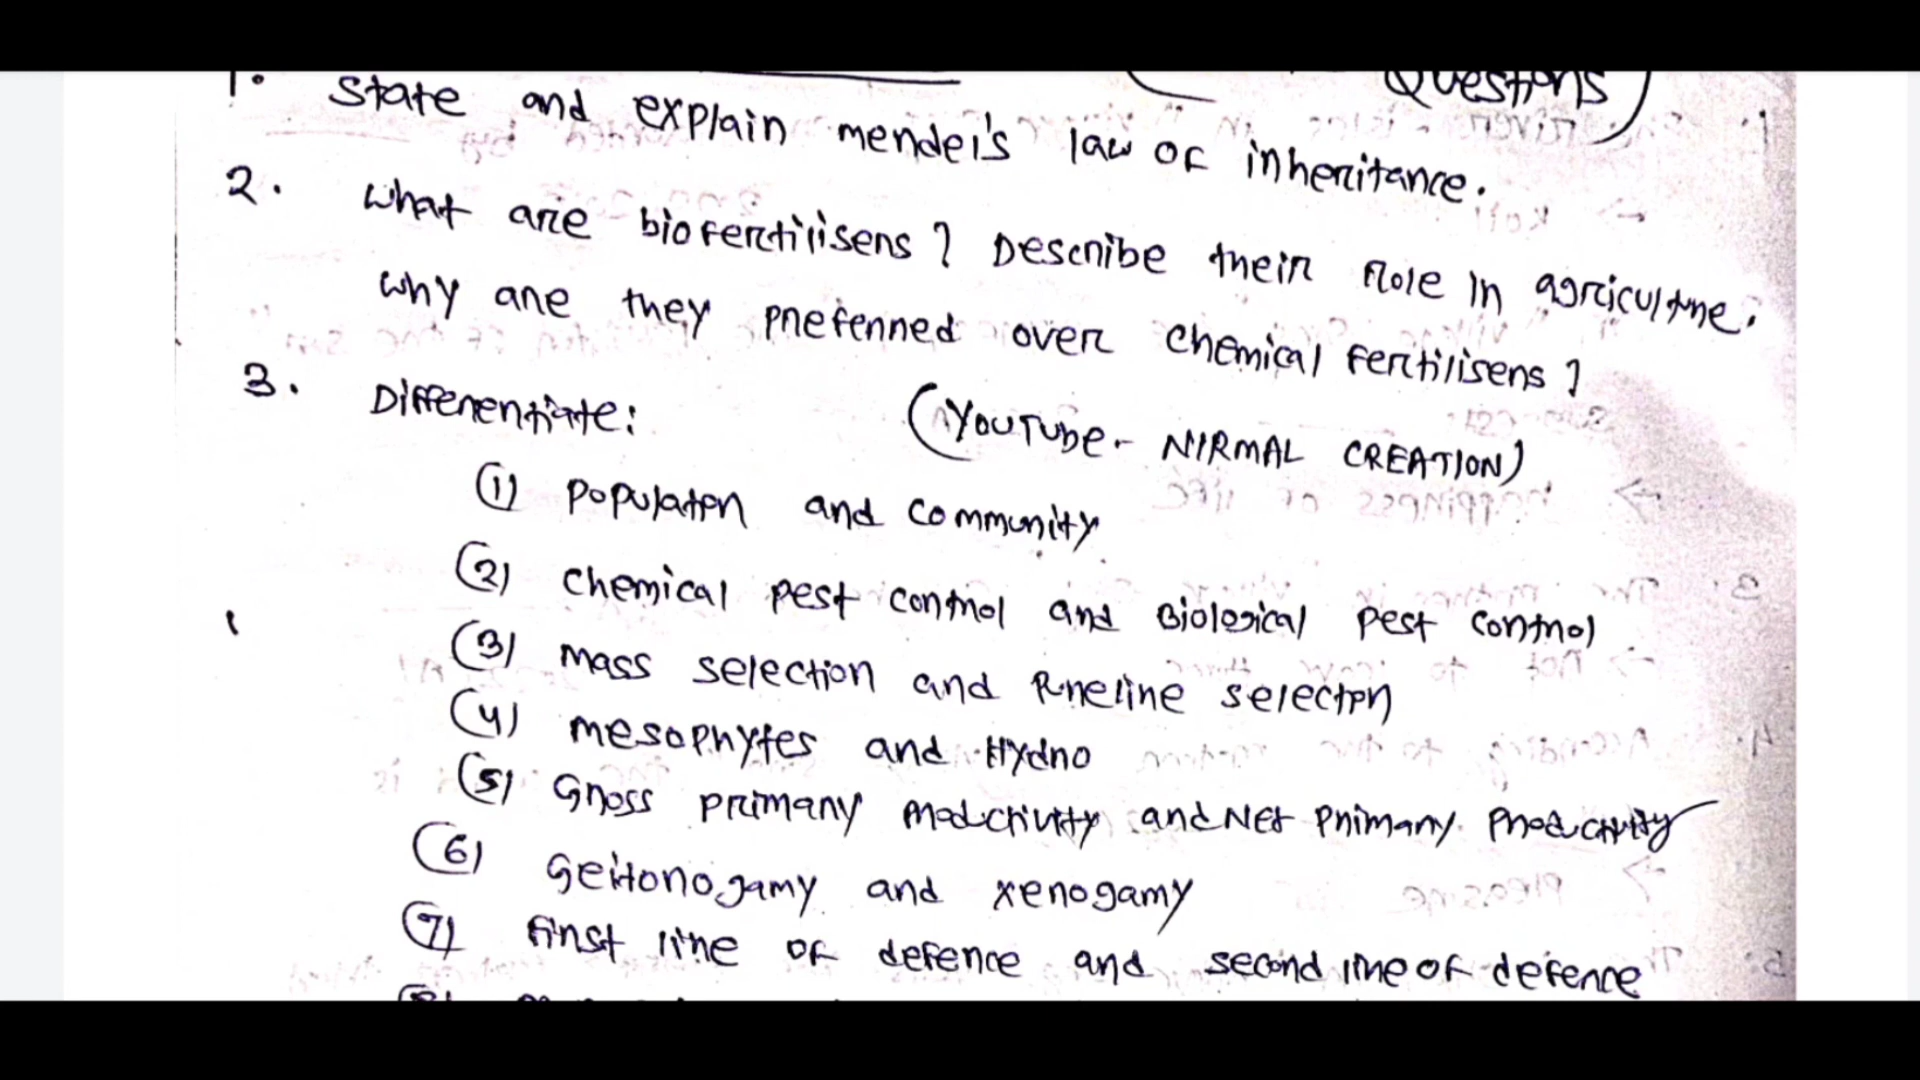 Questions)
1. State and explain mendel's law of inheritance.
2. What are biofertilisers? Describe their role in agriculture.
Why are they preferred over chemical fertilisers?
3. Differentiate:
(YouTube- NIRMAL CREATION)
(1) Population and community
(2) Chemical pest control and Biological pest control
(3) mass selection and Pureline selection
(4) mesophytes and Hydro
(5) Gross primary productivity and Net primary productivity
(6) Geitonogamy and xenogamy
(7) First line of defence and second line of defence